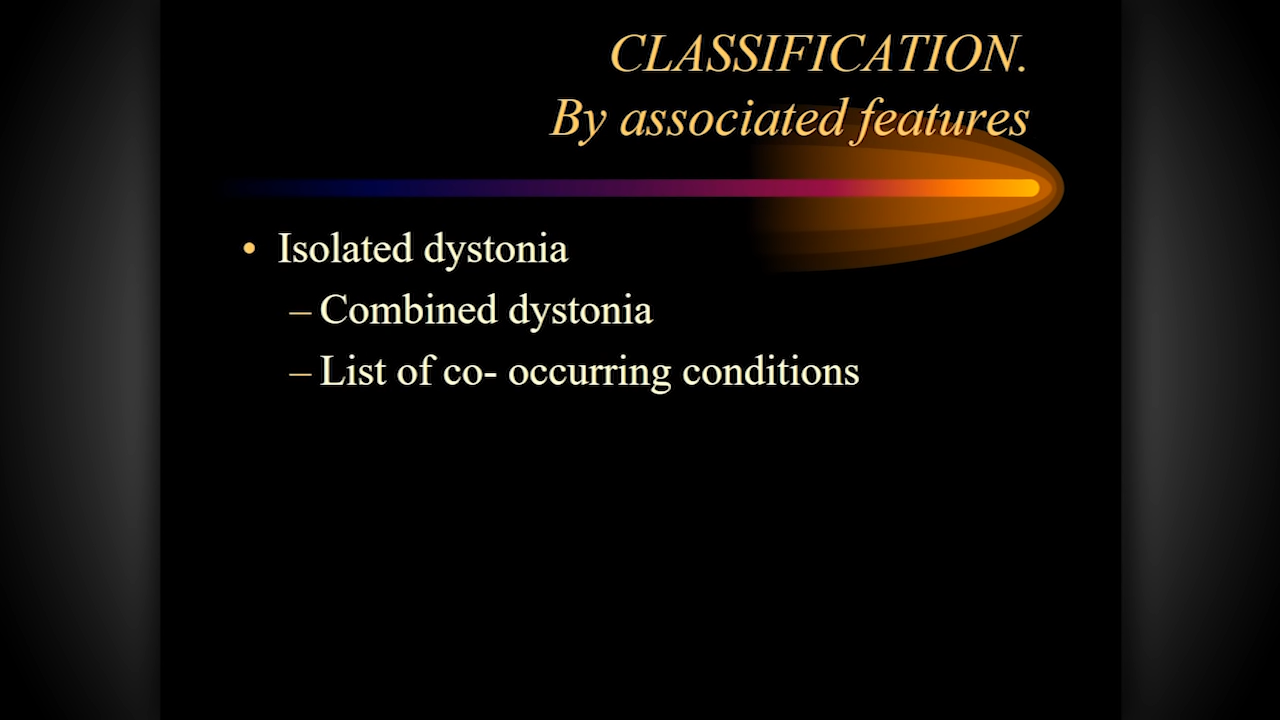 CLASSIFICATION.
By associated features
• Isolated dystonia
– Combined dystonia
– List of co- occurring conditions